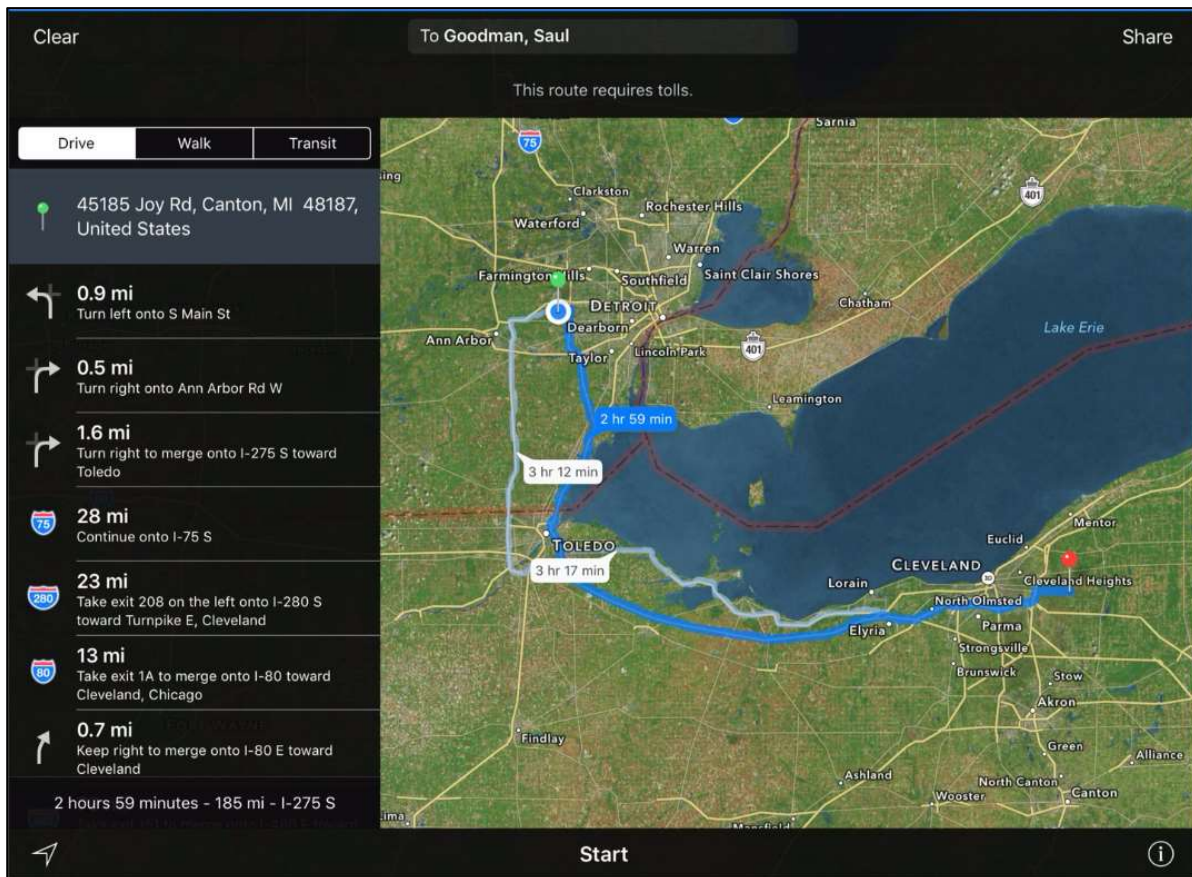 Clear
To Goodman, Saul
Share
This route requires tolls.
Drive
Walk
Transit
45185 Joy Rd, Canton, MI 48187,
United States
0.9 mi
Turn left onto S Main St
0.5 mi
Turn right onto Ann Arbor Rd W
1.6 mi
Turn right to merge onto I-275 S toward
Toledo
75
28 mi
Continue onto I-75 S
280
23 mi
Take exit 208 on the left onto I-280 S
toward Turnpike E, Cleveland
80
13 mi
Take exit 1A to merge onto I-80 toward
Cleveland, Chicago
0.7 mi
Keep right to merge onto I-80 E toward
Cleveland
2 hours 59 minutes - 185 mi - I-275 S
Sarnia
75
sing
Clarkston
401
Rochester Hills
Waterford
Warren
Farmington Hills
Southfield
Saint Clair Shores
Chatham
DETROIT
Lake Erie
Dearborn
Ann Arbor
Lincoln Park
401
Taylor
Leamington
2 hr 59 min
3 hr 12 min
Mentor
Euclid
TOLEDO
CLEVELAND
3D
3 hr 17 min
Lorain
Cleveland Heights
North Olmsted
Elyria
Parma
Strongsville
Brunswick
Stow
Akron
Findlay
Green
Alliance
Ashland
North Canton
Wooster
Canton
Lima
Mansfield
Start